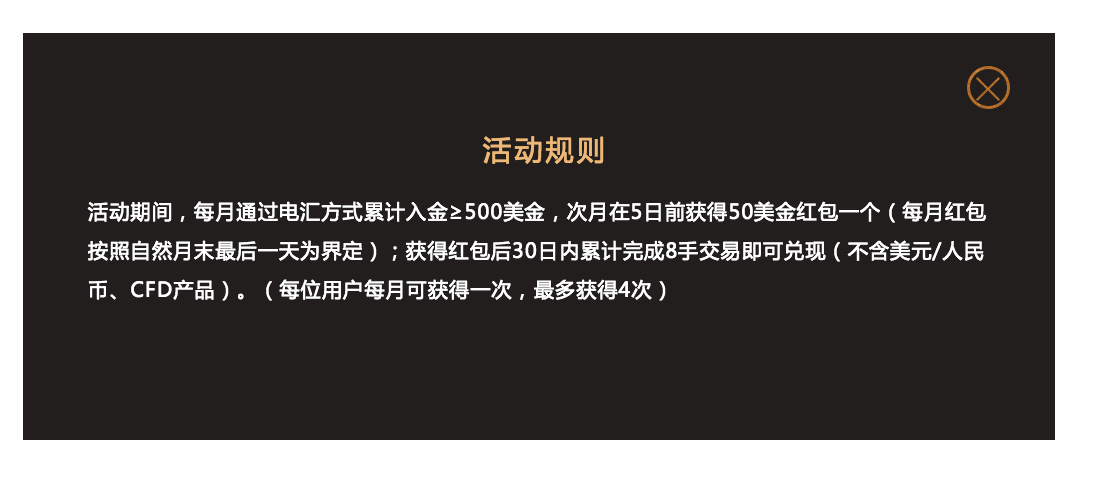 活动规则
活动期间，每月通过电汇方式累计入金≥500美金，次月在5日前获得50美金红包一个（每月红包
按照自然月末最后一天为界定）；获得红包后30日内累计完成8手交易即可兑现（不含美元/人民
币、CFD产品）。（每位用户每月可获得一次，最多获得4次）